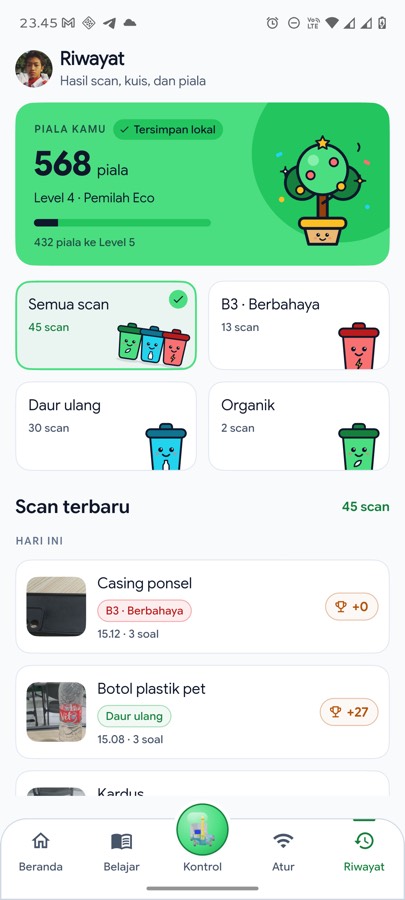 23.45
Vo))
LTE
Riwayat
Hasil scan, kuis, dan piala
PIALA KAMU
Tersimpan lokal
568 piala
Level 4 · Pemilah Eco
432 piala ke Level 5
Semua scan
45 scan
B3 · Berbahaya
13 scan
Daur ulang
30 scan
Organik
2 scan
Scan terbaru
45 scan
HARI INI
Casing ponsel
B3 · Berbahaya
15.12 · 3 soal
+0
Botol plastik pet
Daur ulang
15.08 · 3 soal
+27
Kardus
Beranda
Belajar
Kontrol
Atur
Riwayat